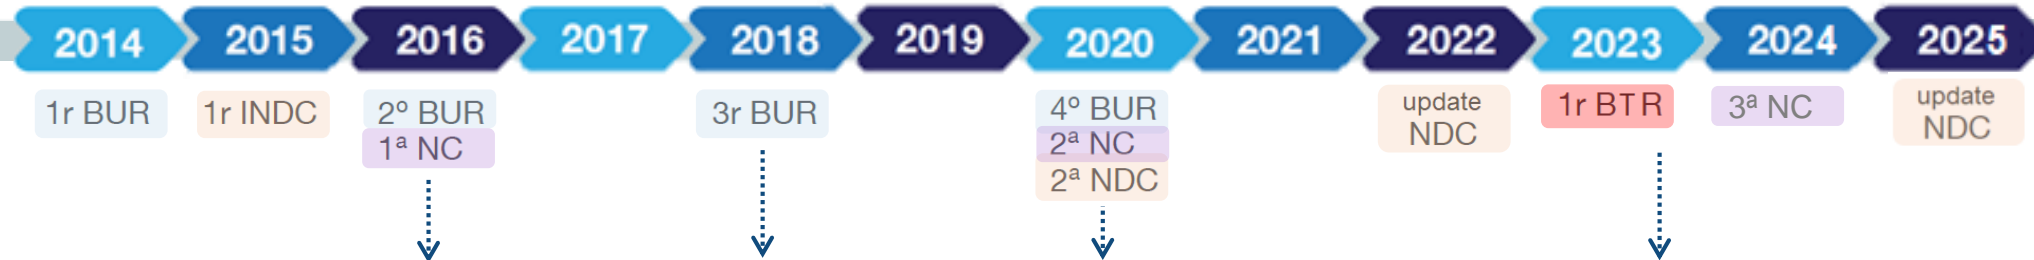 2014 2015 2016 2017 2018 2019 2020 2021 2022 2023 2024 2025
1r BUR
1r INDC
2º BUR
1ª NC
3r BUR
4º BUR
2ª NC
2ª NDC
update
NDC
1r BTR
3ª NC
update
NDC